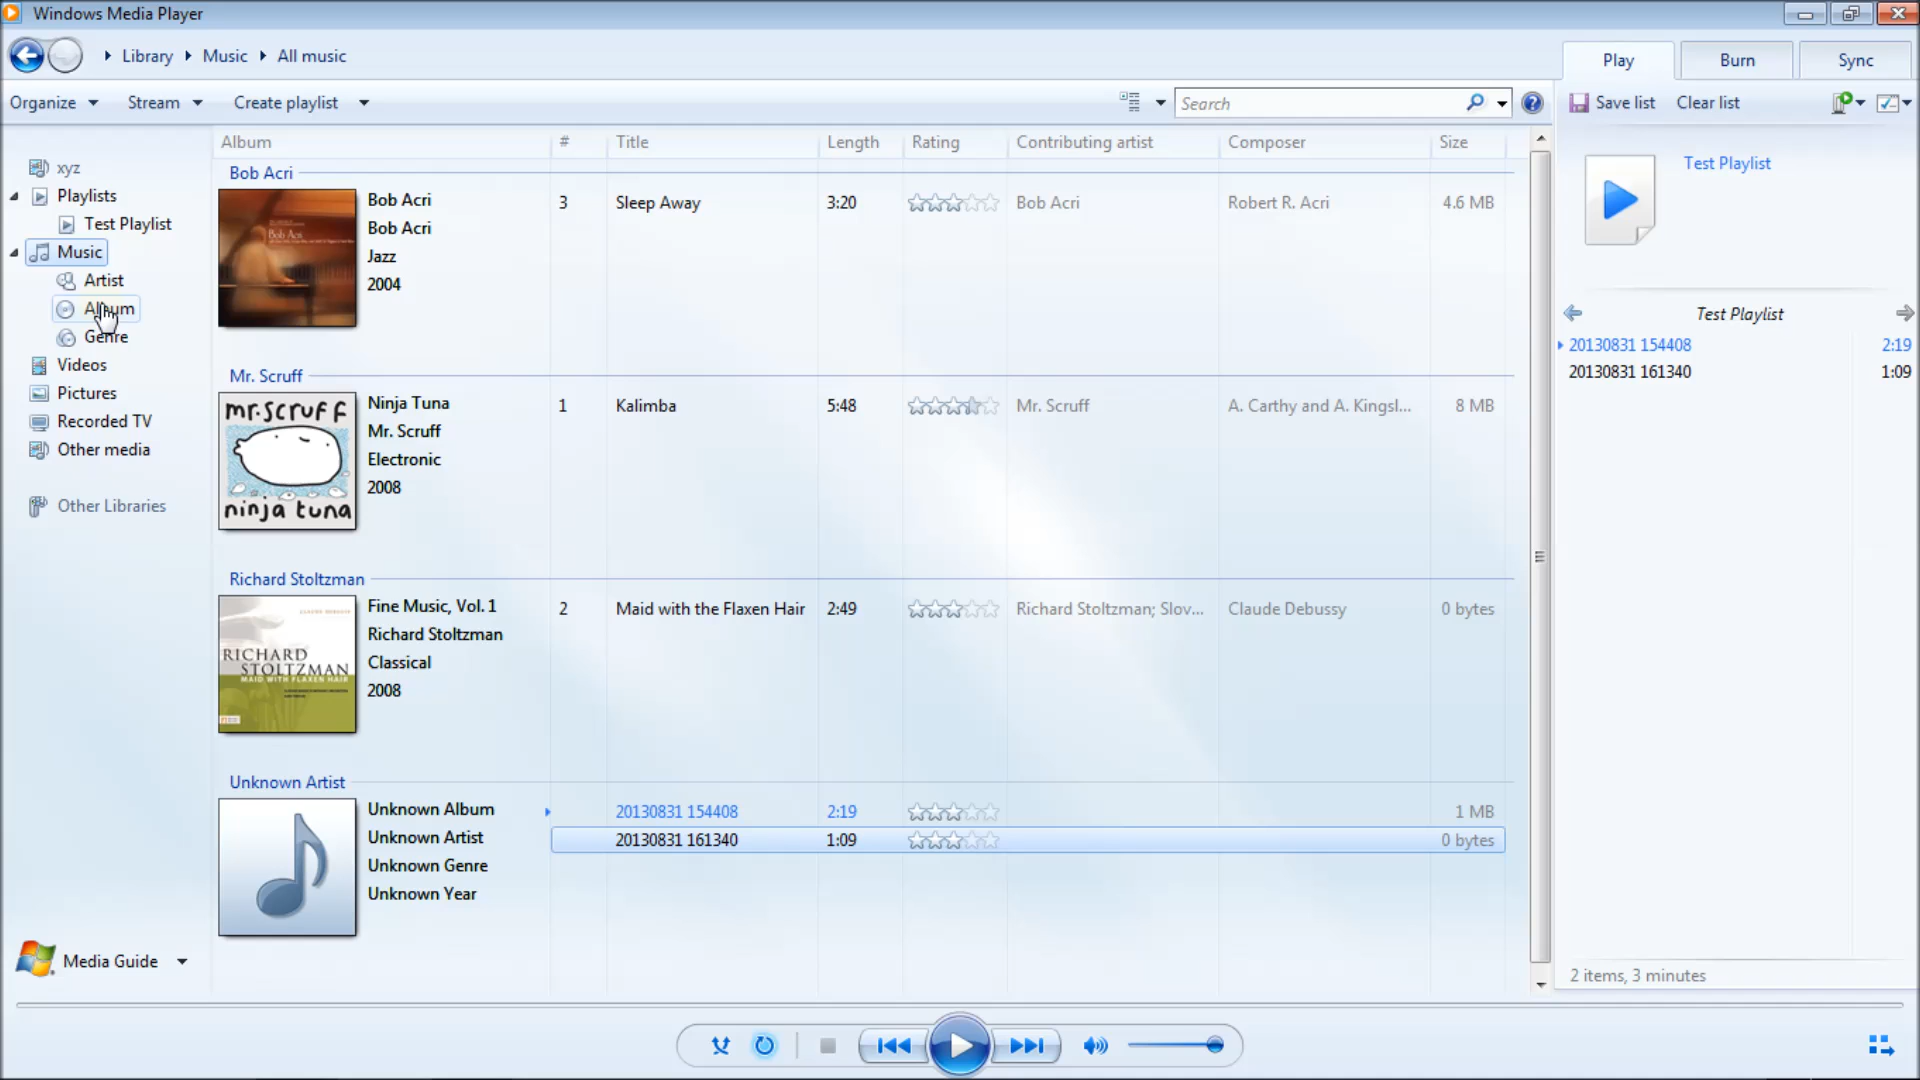 Windows Media Player
Library Music All music
Play Burn Sync
Organize Stream Create playlist Search Save list Clear list
Album # Title Length Rating Contributing artist Composer Size
xyz
Playlists
Test Playlist
Music
Artist
Album
Genre
Videos
Pictures
Recorded TV
Other media
Other Libraries
Media Guide
Bob Acri
Bob Acri
Bob Acri 3 Sleep Away 3:20 Bob Acri Robert R. Acri 4.6 MB
Bob Acri
Jazz
2004
Mr. Scruff
mr.scruff
ninja tuna
Ninja Tuna 1 Kalimba 5:48 Mr. Scruff A. Carthy and A. Kingsl... 8 MB
Mr. Scruff
Electronic
2008
Richard Stoltzman
RICHARD
STOLTZMAN
MAID WITH FLAXEN HAIR
Fine Music, Vol. 1 2 Maid with the Flaxen Hair 2:49 Richard Stoltzman; Slov... Claude Debussy 0 bytes
Richard Stoltzman
Classical
2008
Unknown Artist
Unknown Album 20130831 154408 2:19 1 MB
Unknown Artist 20130831 161340 1:09 0 bytes
Unknown Genre
Unknown Year
Test Playlist
Test Playlist
20130831 154408 2:19
20130831 161340 1:09
2 items, 3 minutes